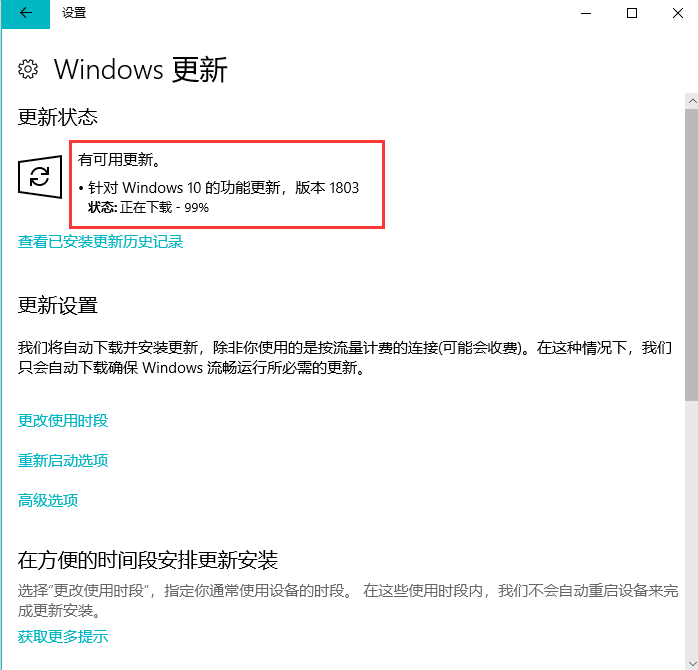 设置
Windows 更新
更新状态
有可用更新。
• 针对 Windows 10 的功能更新，版本 1803
状态: 正在下载 - 99%
查看已安装更新历史记录
更新设置
我们将自动下载并安装更新，除非你使用的是按流量计费的连接(可能会收费)。在这种情况下，我们
只会自动下载确保 Windows 流畅运行所必需的更新。
更改使用时段
重新启动选项
高级选项
在方便的时间段安排更新安装
选择“更改使用时段”，指定你通常使用设备的时段。 在这些使用时段内，我们不会自动重启设备来完
成更新安装。
获取更多提示